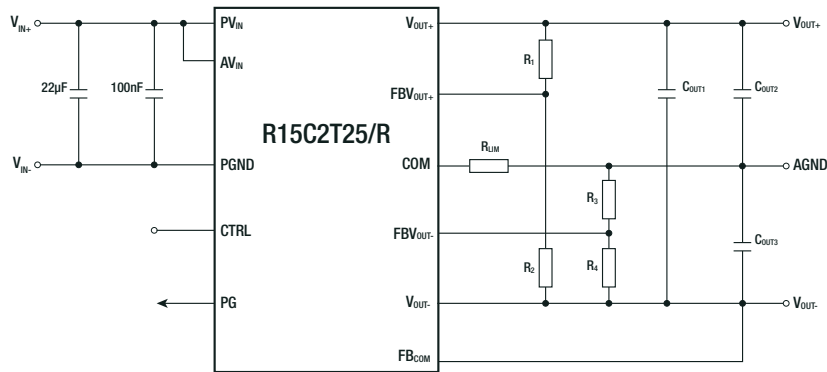 VIN+
PVIN
VOUT+
VOUT+
AVIN
R1
22µF
100nF
FBVOUT+
COUT1
COUT2
R15C2T25/R
VIN-
PGND
COM
RLIM
AGND
R3
CTRL
FBVOUT-
R2
R4
COUT3
PG
VOUT-
VOUT-
FBCOM